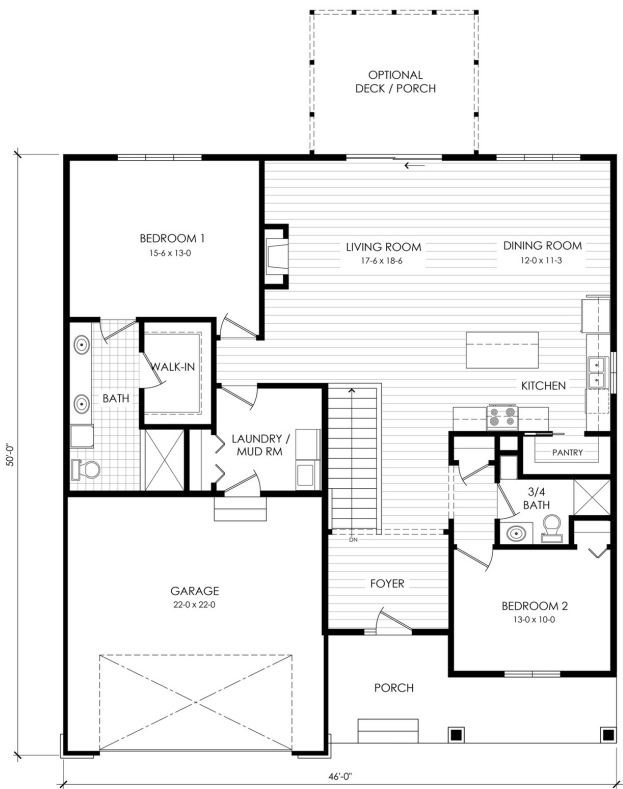 OPTIONAL
DECK / PORCH
BEDROOM 1
15-6 x 13-0
LIVING ROOM
17-6 x 18-6
DINING ROOM
12-0 x 11-3
WALK-IN
KITCHEN
BATH
50'-0"
LAUNDRY /
MUD RM
PANTRY
3/4
BATH
DN
FOYER
GARAGE
22-0 x 22-0
BEDROOM 2
13-0 x 10-0
PORCH
46'-0"